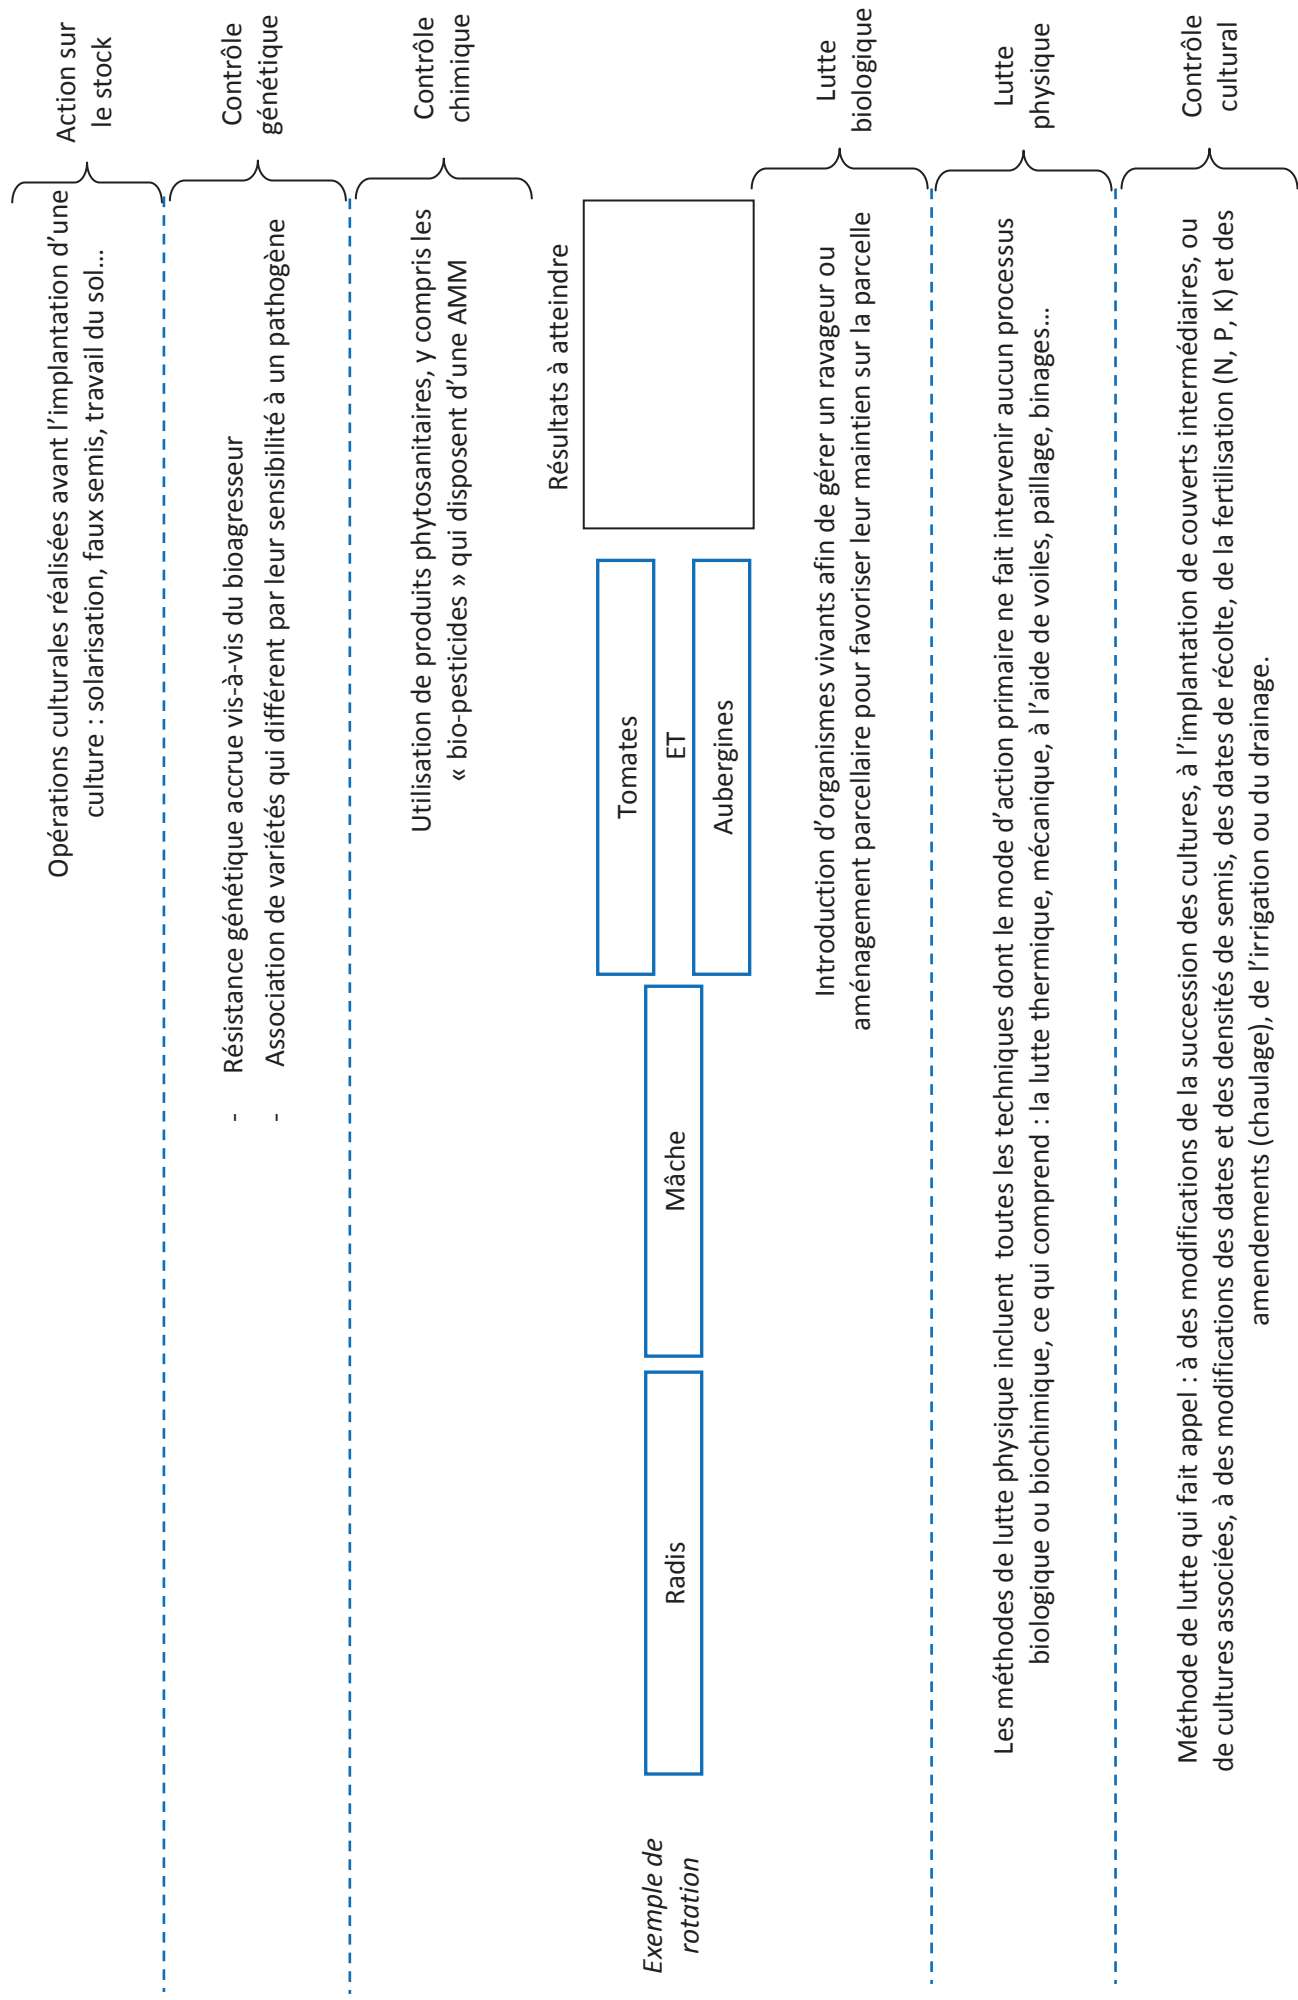 Opérations culturales réalisées avant l'implantation d'une
culture : solarisation, faux semis, travail du sol...
Action sur
le stock
- Résistance génétique accrue vis-à-vis du bioagresseur
- Association de variétés qui différent par leur sensibilité à un pathogène
Contrôle
génétique
Utilisation de produits phytosanitaires, y compris les
« bio-pesticides » qui disposent d'une AMM
Contrôle
chimique
Résultats à atteindre
Exemple de
rotation
Radis
Mâche
Tomates
ET
Aubergines
Introduction d'organismes vivants afin de gérer un ravageur ou
aménagement parcellaire pour favoriser leur maintien sur la parcelle
Lutte
biologique
Les méthodes de lutte physique incluent toutes les techniques dont le mode d'action primaire ne fait intervenir aucun processus
biologique ou biochimique, ce qui comprend : la lutte thermique, mécanique, à l'aide de voiles, paillage, binages...
Lutte
physique
Méthode de lutte qui fait appel : à des modifications de la succession des cultures, à l'implantation de couverts intermédiaires, ou
de cultures associées, à des modifications des dates et des densités de semis, des dates de récolte, de la fertilisation (N, P, K) et des
amendements (chaulage), de l'irrigation ou du drainage.
Contrôle
cultural